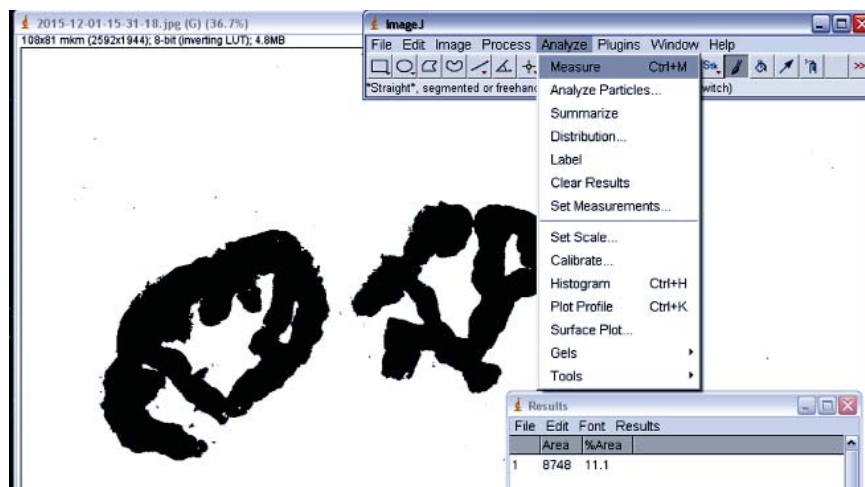 2015-12-01-15-31-18.jpg (G) (36.7%)
108x81 mkm (2592x1944); 8-bit (inverting LUT); 4.8MB
ImageJ
File Edit Image Process Analyze Plugins Window Help
Stk
>>
*Straight*, segmented or freehand
witch)
Measure Ctrl+M
Analyze Particles...
Summarize
Distribution...
Label
Clear Results
Set Measurements...
Set Scale...
Calibrate...
Histogram Ctrl+H
Plot Profile Ctrl+K
Surface Plot...
Gels
Tools
Results
File Edit Font Results
Area %Area
1 8748 11.1